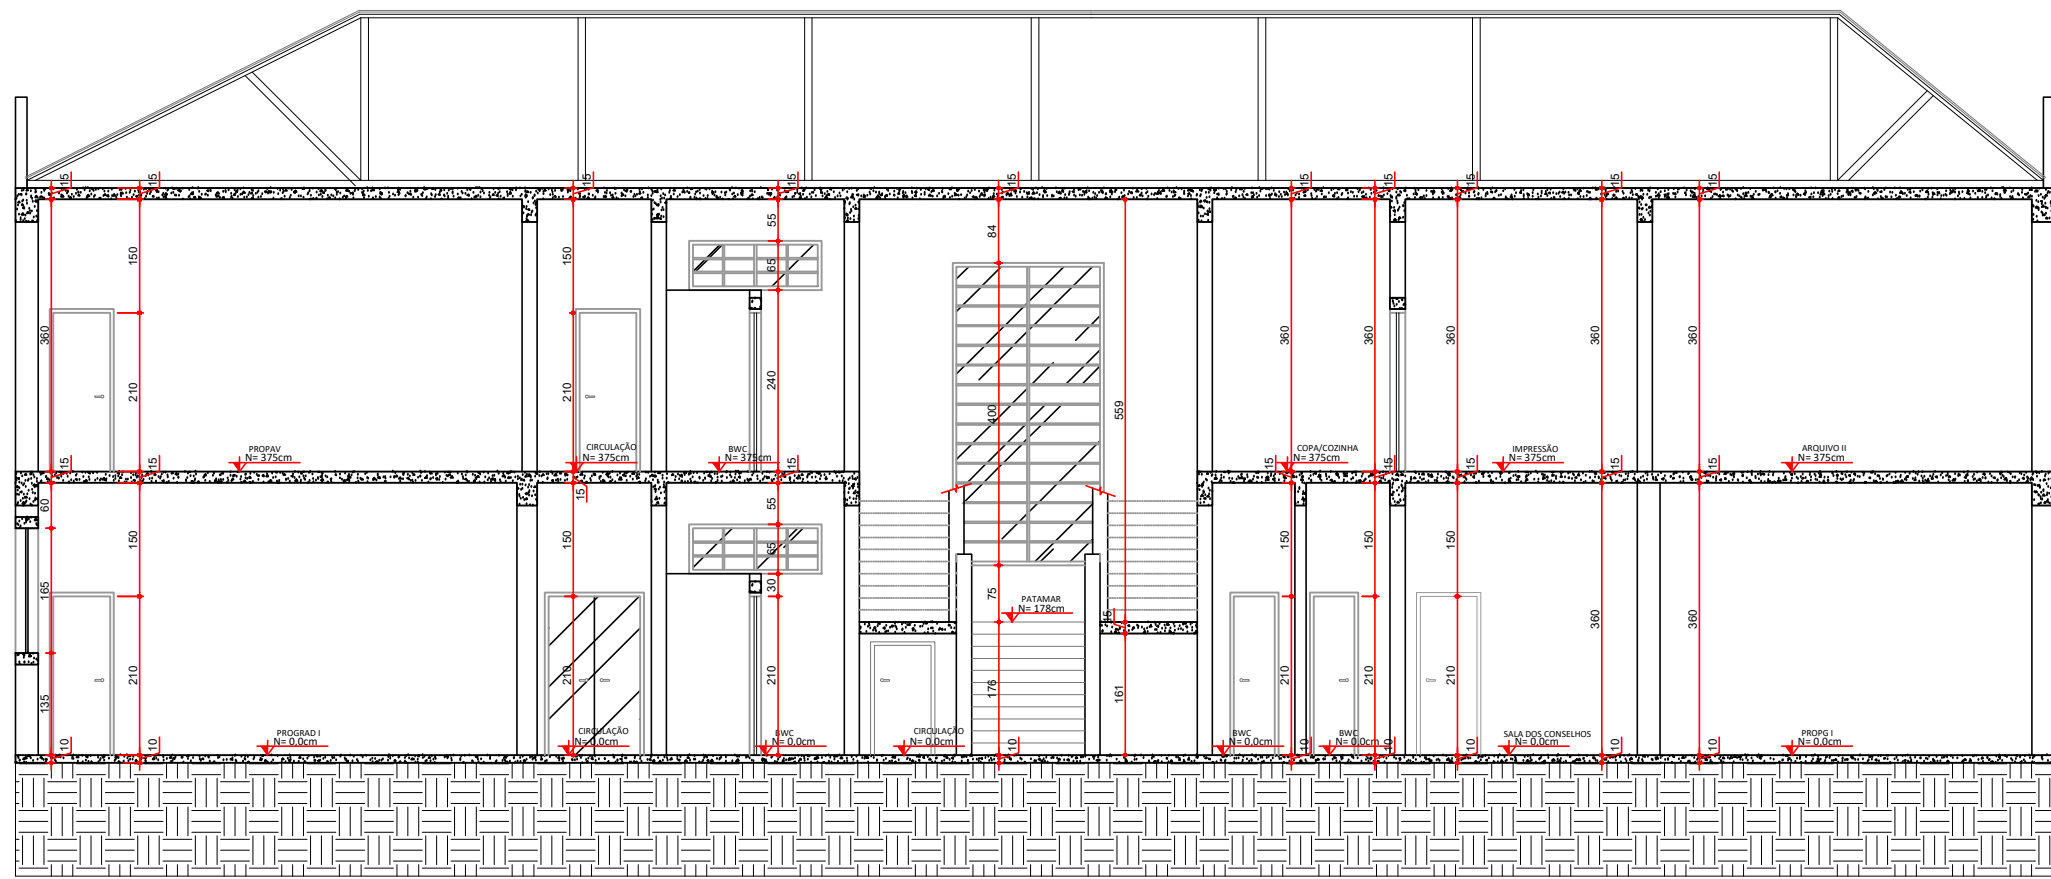 15 15 15 15 15 15 15 15 15 15
55
84
150 150 65
360 210 210 240 400 559 360 360 360 360 360
PROPAV
N= 375cm
CIRCULAÇÃO
N= 375cm
BWC
N= 375cm
COPA/COZINHA
N= 375cm
IMPRESSÃO
N= 375cm
ARQUIVO II
N= 375cm
15 15 15 15 15 15 15 15 15
60 150 150 55 150 150 150
65
165 30 75 15 360 360
PATAMAR
N= 178cm
135 210 210 210 176 161 210 210 210
PROGRAD I
N= 0,0cm
CIRCULAÇÃO
N= 0,0cm
BWC
N= 0,0cm
CIRCULAÇÃO
N= 0,0cm
BWC
N= 0,0cm
BWC
N= 0,0cm
SALA DOS CONSELHOS
N= 0,0cm
PROPG I
N= 0,0cm
10 10 10 10 10 10 10 10